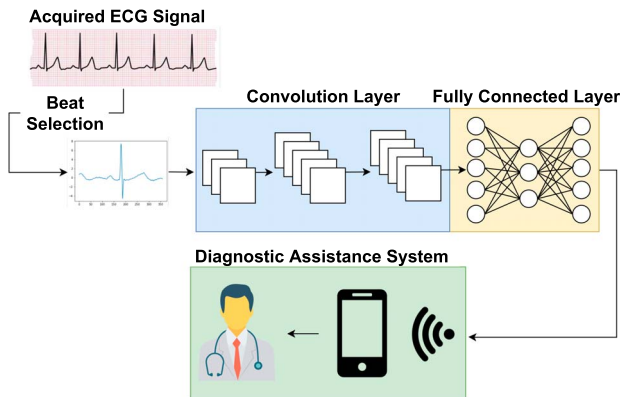 Acquired ECG Signal
Beat
Selection
Convolution Layer
Fully Connected Layer
Diagnostic Assistance System